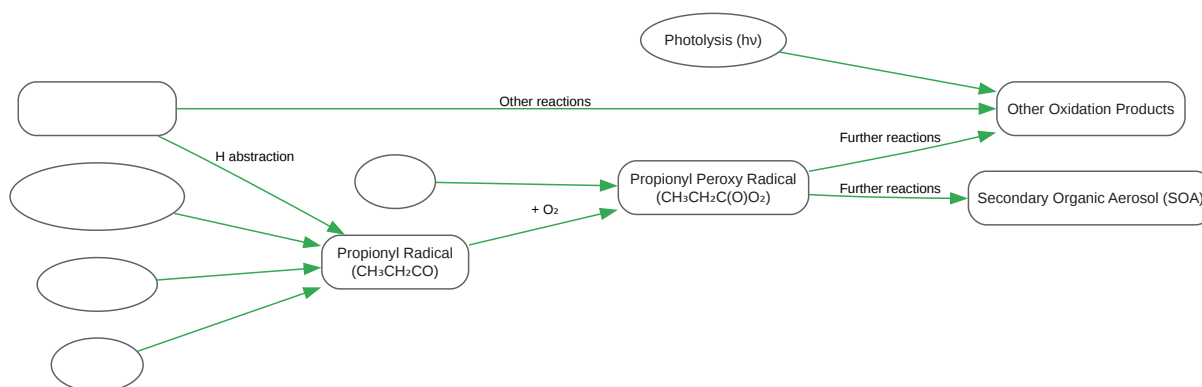 Photolysis (hν)
Other reactions
Other Oxidation Products
H abstraction
Further reactions
Propionyl Peroxy Radical
(CH₃CH₂C(O)O₂)
Further reactions
Secondary Organic Aerosol (SOA)
+ O₂
Propionyl Radical
(CH₃CH₂CO)